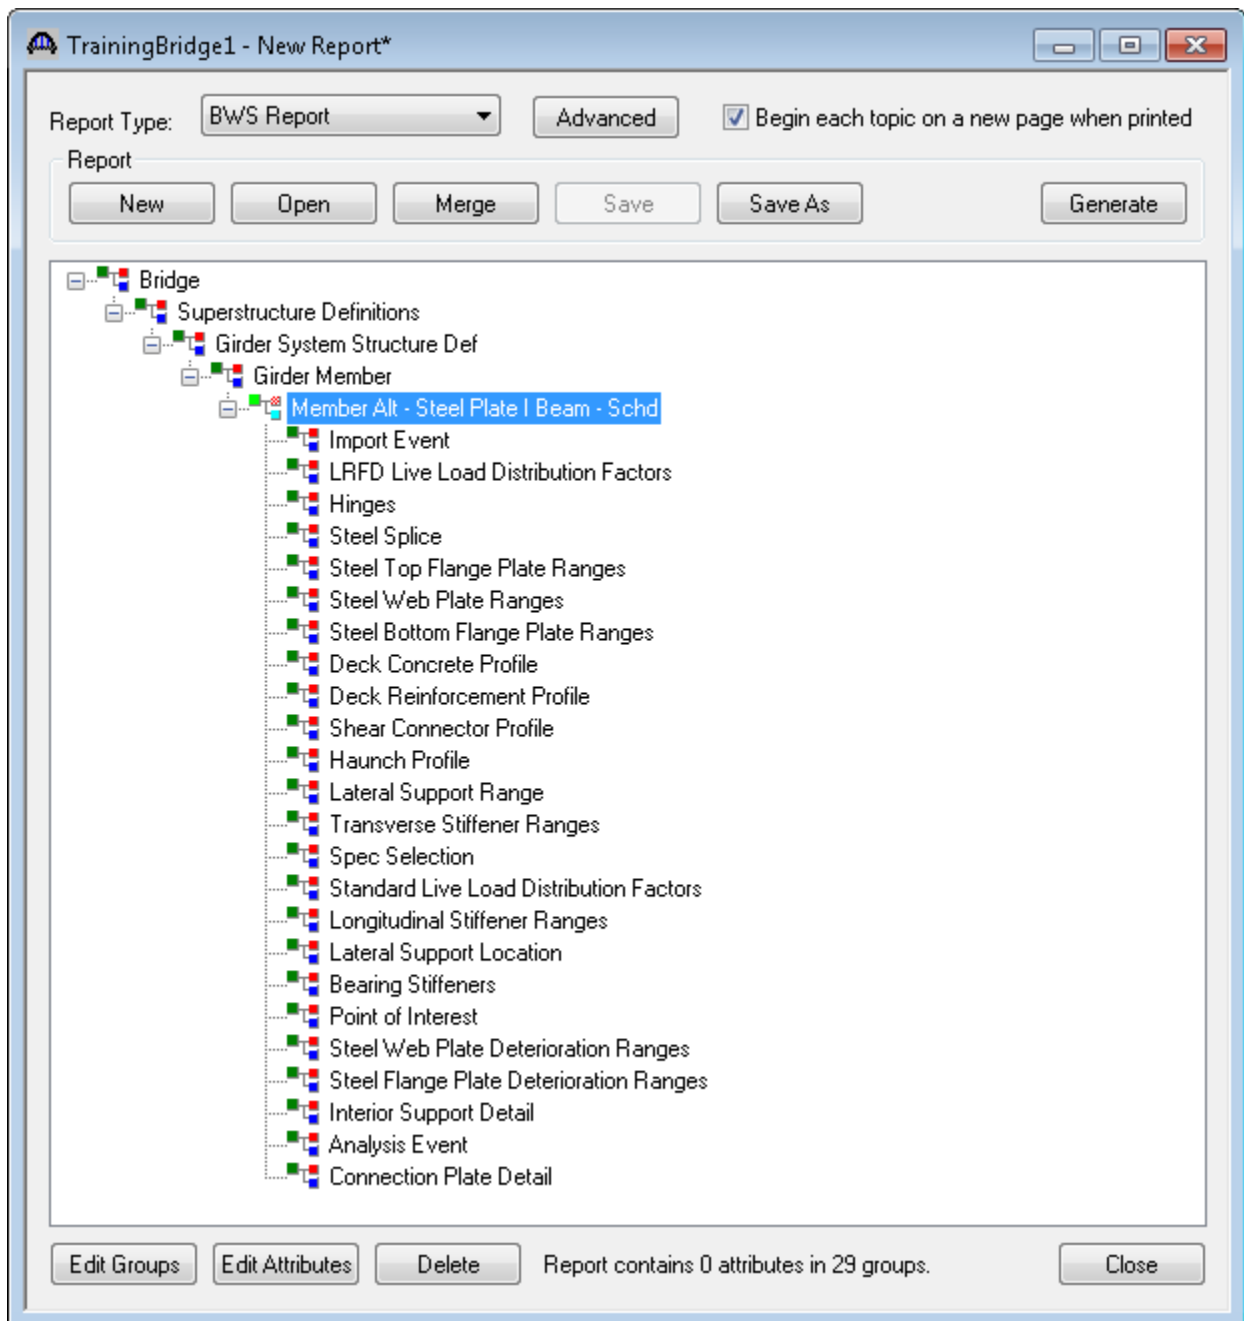 TrainingBridge1 - New Report*
Report Type: BWS Report Advanced Begin each topic on a new page when printed
Report
New Open Merge Save Save As Generate
Bridge
Superstructure Definitions
Girder System Structure Def
Girder Member
Member Alt - Steel Plate I Beam - Schd
Import Event
LRFD Live Load Distribution Factors
Hinges
Steel Splice
Steel Top Flange Plate Ranges
Steel Web Plate Ranges
Steel Bottom Flange Plate Ranges
Deck Concrete Profile
Deck Reinforcement Profile
Shear Connector Profile
Haunch Profile
Lateral Support Range
Transverse Stiffener Ranges
Spec Selection
Standard Live Load Distribution Factors
Longitudinal Stiffener Ranges
Lateral Support Location
Bearing Stiffeners
Point of Interest
Steel Web Plate Deterioration Ranges
Steel Flange Plate Deterioration Ranges
Interior Support Detail
Analysis Event
Connection Plate Detail
Edit Groups Edit Attributes Delete Report contains 0 attributes in 29 groups. Close